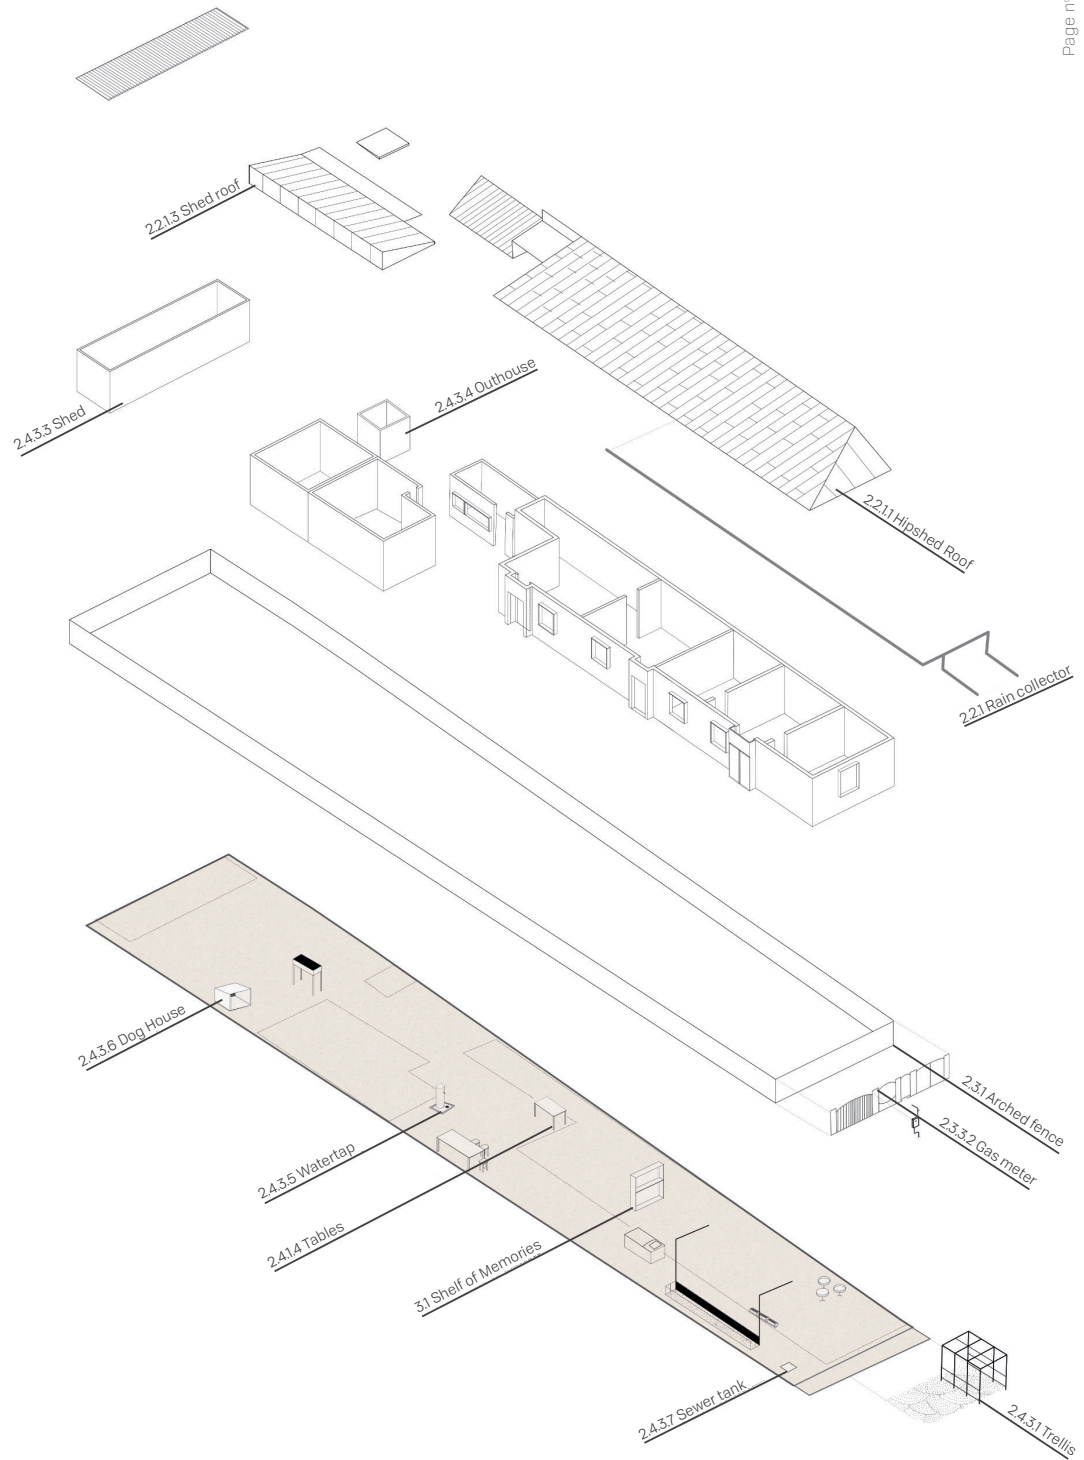 Page n°
2.2.1.3 Shed roof
2.4.3.4 Outhouse
2.4.3.3 Shed
2.2.1.1 Hipshed Roof
2.2.1 Rain collector
2.4.3.6 Dog House
2.3.1 Arched fence
2.3.3.2 Gas meter
2.4.3.5 Watertap
2.4.1.4 Tables
3.1 Shelf of Memories
2.4.3.7 Sewer tank
2.4.3.1 Trellis